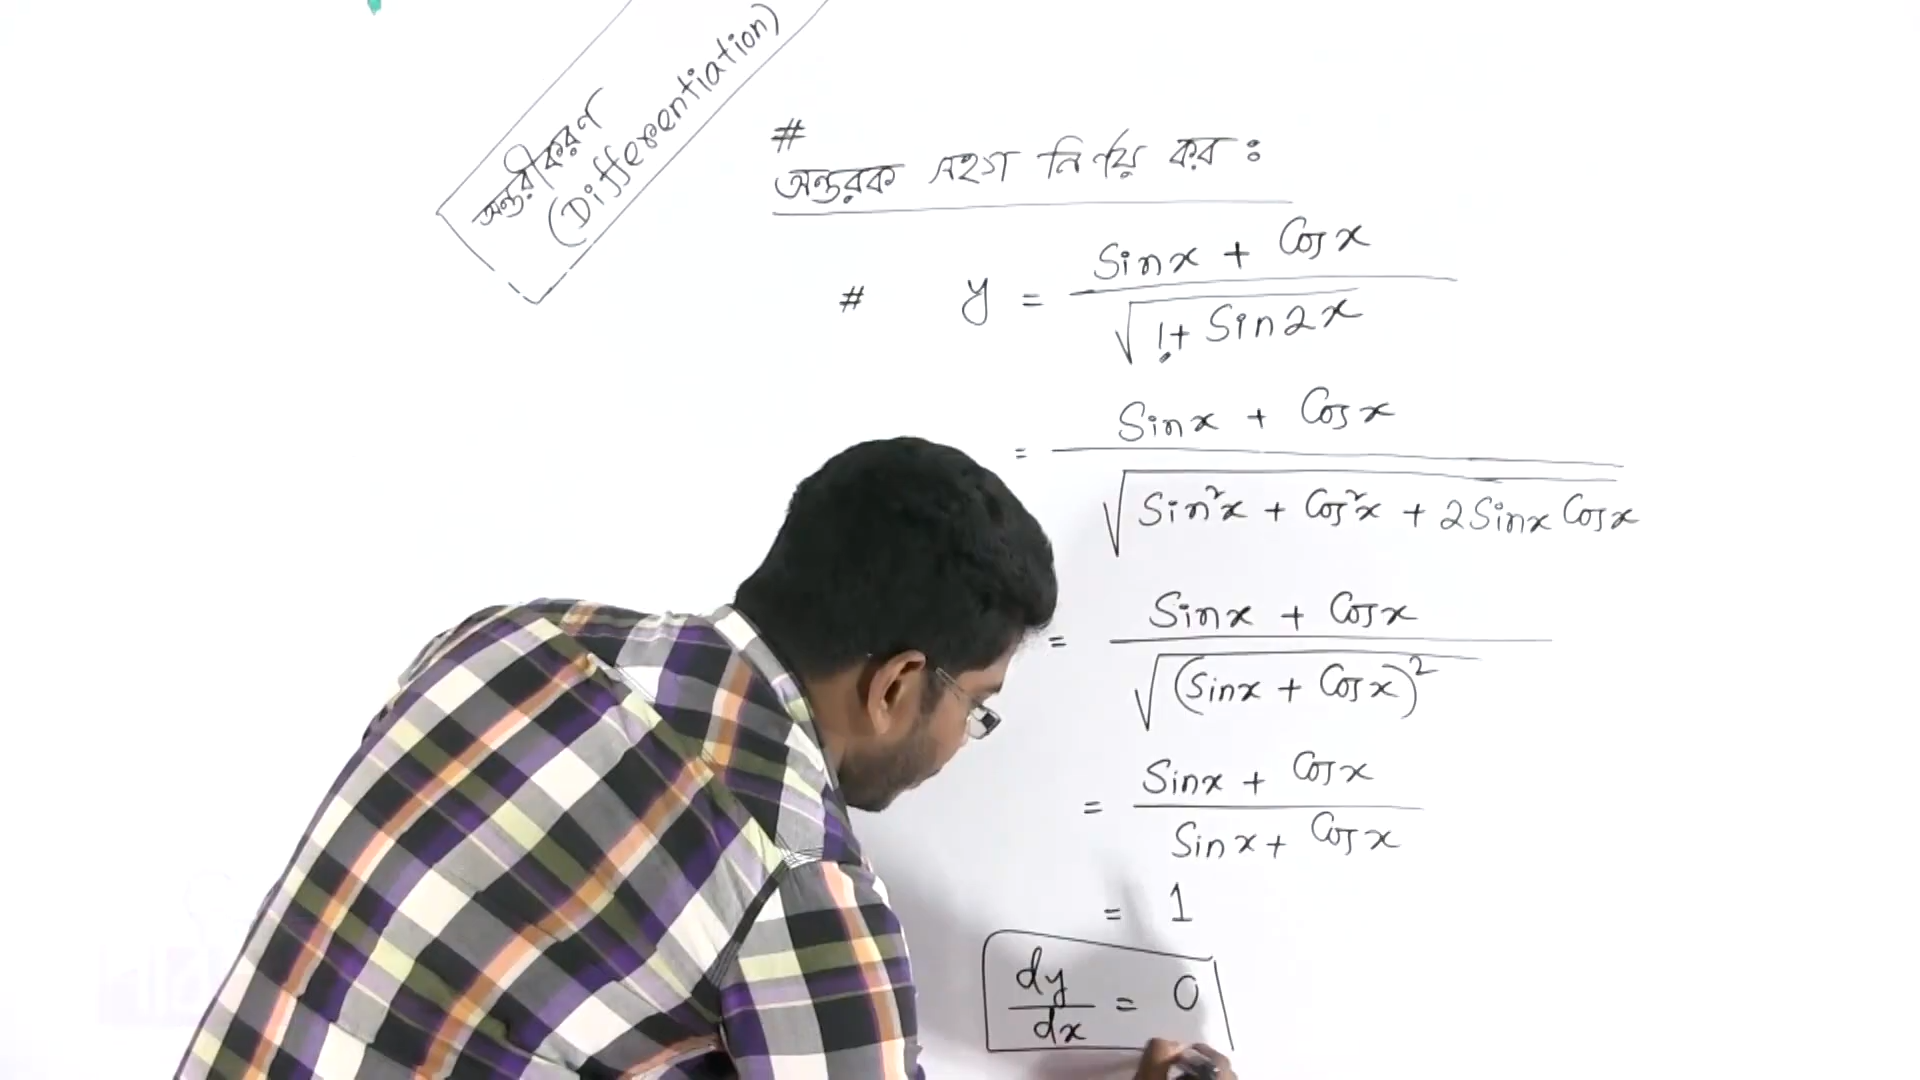 অন্তরীকরণ
(Differentiation)
#
অন্তরক সহগ নির্ণয় কর :
# y = (Sinx + Cosx) / √(1 + Sin2x)
= (Sinx + Cosx) / √(Sin²x + Cos²x + 2Sinx Cosx)
= (Sinx + Cosx) / √((Sinx + Cosx)²)
= (Sinx + Cosx) / (Sinx + Cosx)
= 1
dy/dx = 0